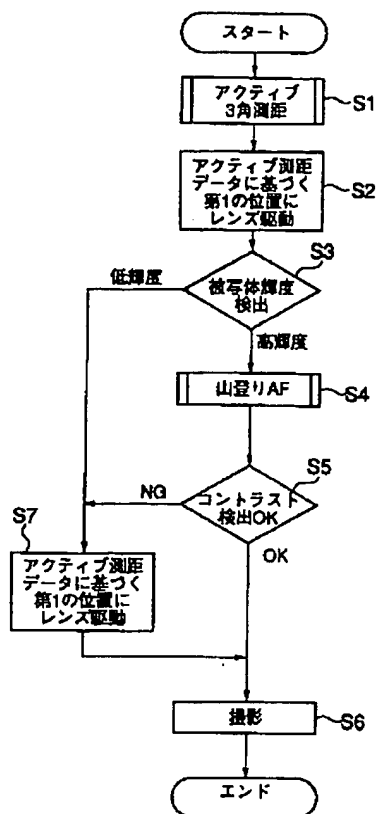 スタート
アクティブ
3角測距
S1
アクティブ測距
データに基づく
第1の位置に
レンズ駆動
S2
S3
低輝度
被写体輝度
検出
高輝度
山登りAF
S4
S5
NG
コントラスト
検出OK
S7
OK
アクティブ測距
データに基づく
第1の位置に
レンズ駆動
撮影
S6
エンド